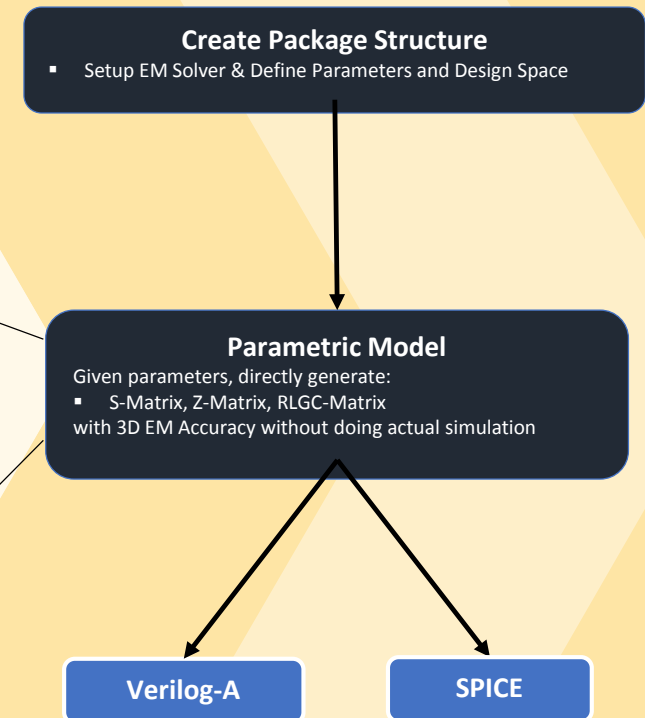 Create Package Structure
▪ Setup EM Solver & Define Parameters and Design Space
Parametric Model
Given parameters, directly generate:
▪ S-Matrix, Z-Matrix, RLGC-Matrix
with 3D EM Accuracy without doing actual simulation
Verilog-A
SPICE